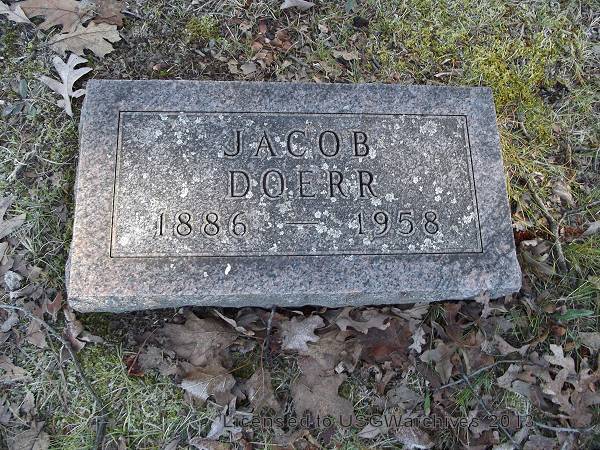 JACOB
DOERR
1886 — 1958
Licensed to USGWarchives 2013